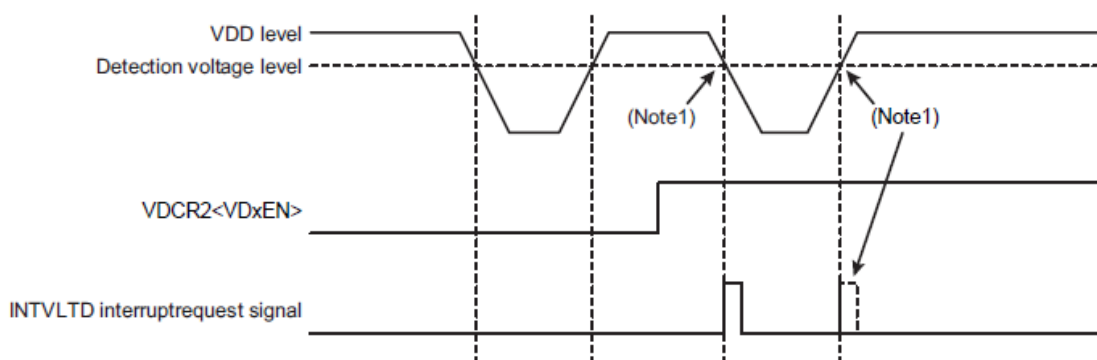 VDD level
Detection voltage level
(Note1)
(Note1)
VDCR2<VDxEN>
INTVLTD interruptrequest signal